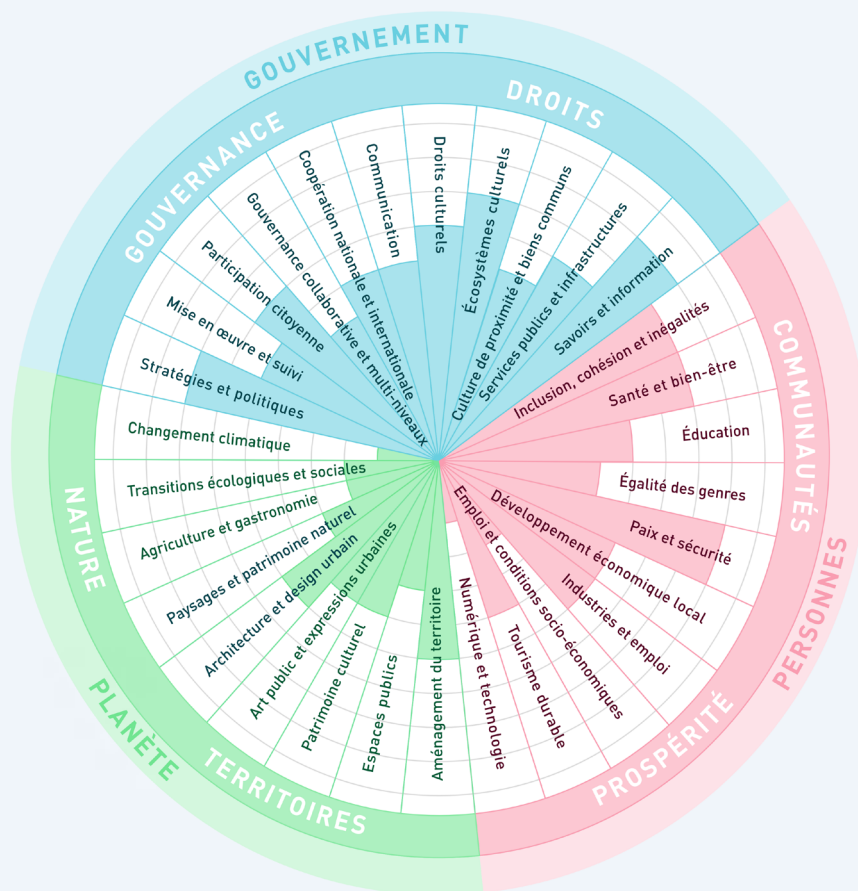 GOUVERNEMENT
GOUVERNANCE
DROITS
Stratégies et politiques
Mise en œuvre et suivi
Participation citoyenne
Gouvernance collaborative et multi-niveaux
Coopération nationale et internationale
Communication
Droits culturels
Écosystèmes culturels
Culture de proximité et biens communs
Services publics et infrastructures
Savoirs et information
PERSONNES
COMMUNAUTÉS
Inclusion, cohésion et inégalités
Santé et bien-être
Éducation
Égalité des genres
Paix et sécurité
PROSPÉRITÉ
Développement économique local
Industries et emploi
Emploi et conditions socio-économiques
Tourisme durable
Numérique et technologie
PLANÈTE
TERRITOIRES
Aménagement du territoire
Espaces publics
Patrimoine culturel
Art public et expressions urbaines
Architecture et design urbain
NATURE
Paysages et patrimoine naturel
Agriculture et gastronomie
Transitions écologiques et sociales
Changement climatique